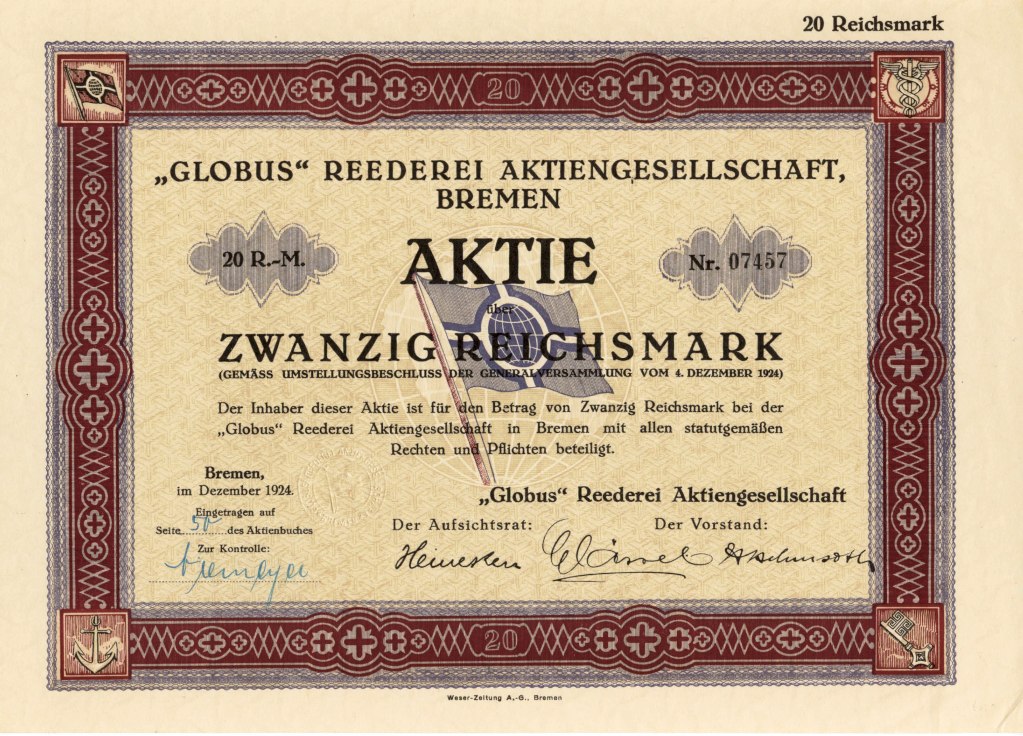 20 Reichsmark
20
„GLOBUS“ REEDEREI AKTIENGESELLSCHAFT,
BREMEN
20 R.-M.
AKTIE
Nr. 07457
über
ZWANZIG REICHSMARK
(GEMÄSS UMSTELLUNGSBESCHLUSS DER GENERALVERSAMMLUNG VOM 4. DEZEMBER 1924)
Der Inhaber dieser Aktie ist für den Betrag von Zwanzig Reichsmark bei der
„Globus“ Reederei Aktiengesellschaft in Bremen mit allen statutgemäßen
Rechten und Pflichten beteiligt.
Bremen,
im Dezember 1924.
Eingetragen auf
Seite 50 des Aktienbuches
Zur Kontrolle:
„Globus“ Reederei Aktiengesellschaft
Der Aufsichtsrat:
Der Vorstand:
20
Weser-Zeitung A.-G., Bremen